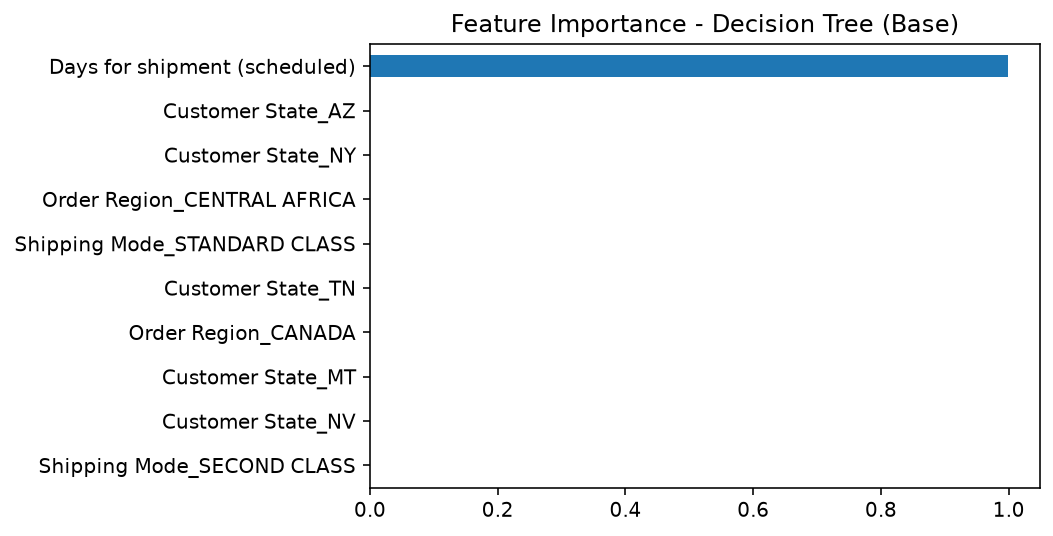 Feature Importance - Decision Tree (Base)
Days for shipment (scheduled)
Customer State_AZ
Customer State_NY
Order Region_CENTRAL AFRICA
Shipping Mode_STANDARD CLASS
Customer State_TN
Order Region_CANADA
Customer State_MT
Customer State_NV
Shipping Mode_SECOND CLASS
0.0 0.2 0.4 0.6 0.8 1.0